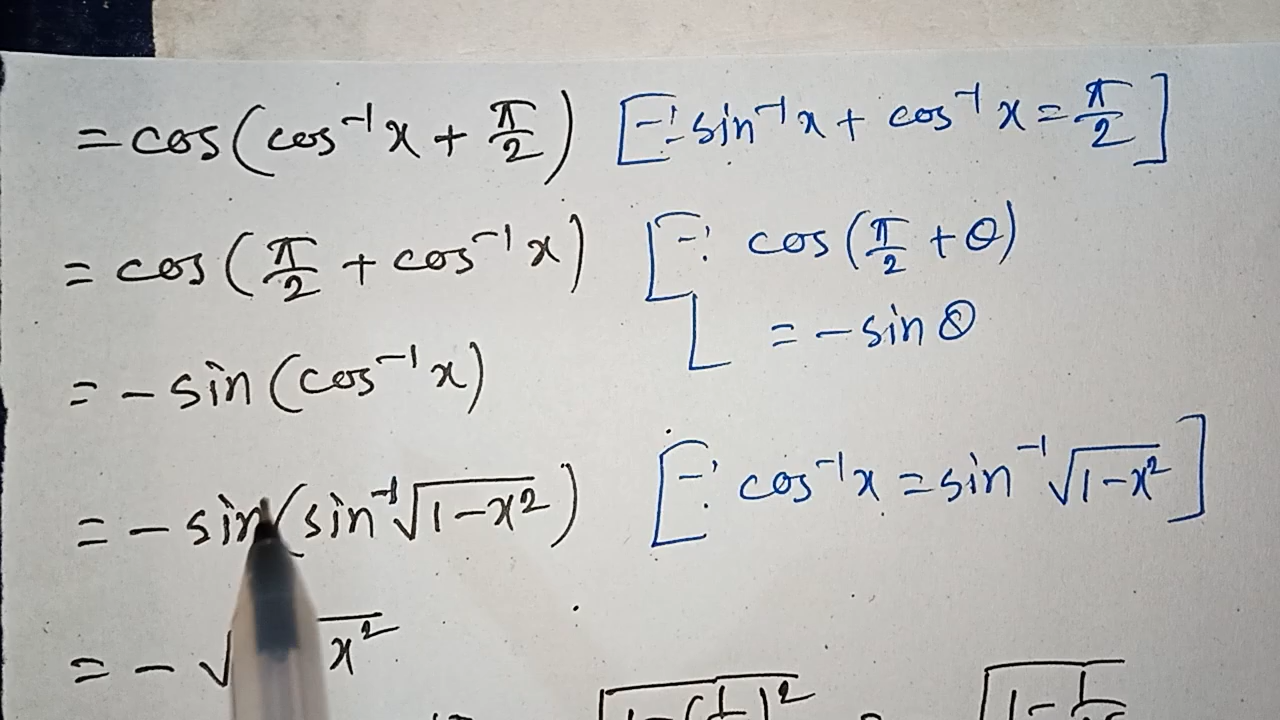 = cos(cos⁻¹x + π/2) [∵ sin⁻¹x + cos⁻¹x = π/2]
= cos(π/2 + cos⁻¹x) [∵ cos(π/2 + θ)
= -sin θ
= -sin(cos⁻¹x)
= -sin(sin⁻¹√(1-x²)) [∵ cos⁻¹x = sin⁻¹√(1-x²)]
= -√ x²